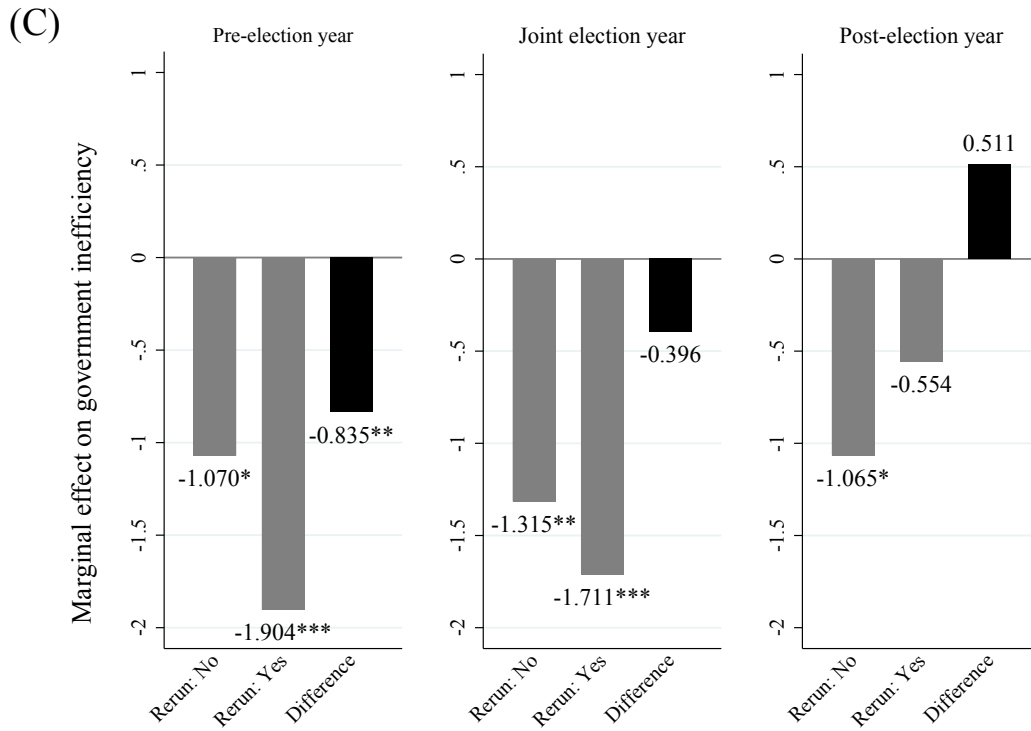 (C)
Pre-election year
Joint election year
Post-election year
Marginal effect on government inefficiency
1
.5
0
-.5
-1
-1.5
-2
-1.070*
-1.904***
-0.835**
Rerun: No
Rerun: Yes
Difference
1
.5
0
-.5
-1
-1.5
-2
-1.315**
-1.711***
-0.396
Rerun: No
Rerun: Yes
Difference
1
.5
0
-.5
-1
-1.5
-2
-1.065*
-0.554
0.511
Rerun: No
Rerun: Yes
Difference